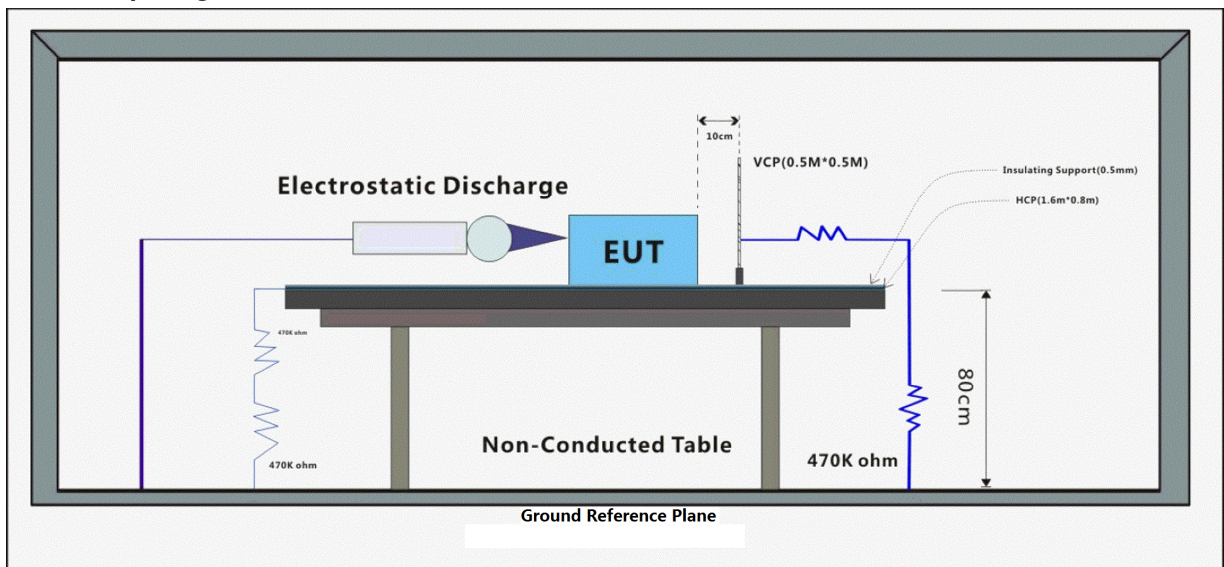 10cm
VCP(0.5M*0.5M)
Insulating Support(0.5mm)
Electrostatic Discharge
HCP(1.6m*0.8m)
EUT
470K ohm
80cm
Non-Conducted Table
470K ohm
470K ohm
Ground Reference Plane